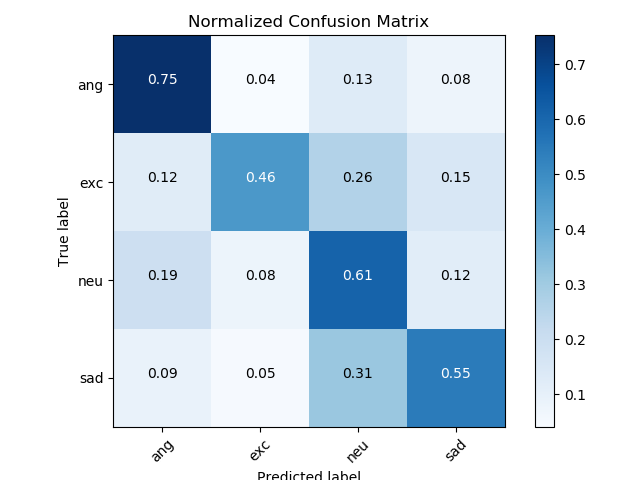 Normalized Confusion Matrix
True label
ang 0.75 0.04 0.13 0.08
exc 0.12 0.46 0.26 0.15
neu 0.19 0.08 0.61 0.12
sad 0.09 0.05 0.31 0.55
ang exc neu sad
Predicted label
0.7
0.6
0.5
0.4
0.3
0.2
0.1